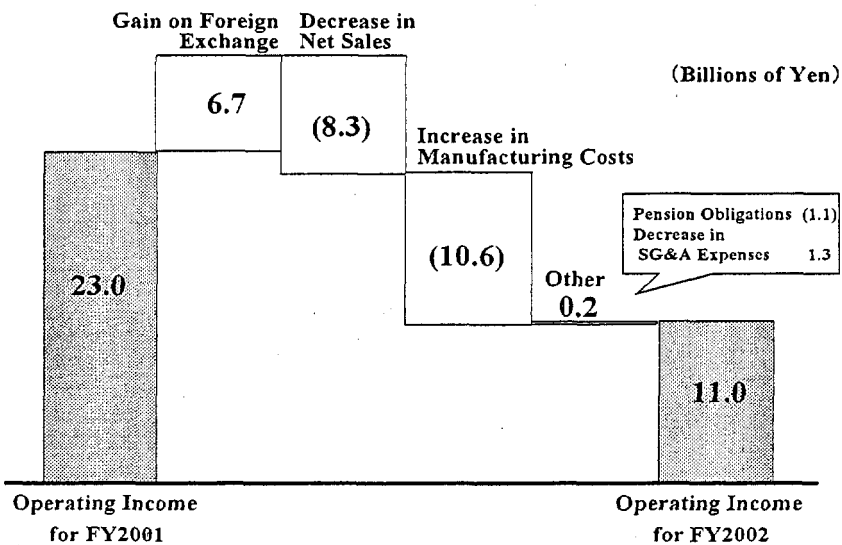 Gain on Foreign Exchange
Decrease in Net Sales
(Billions of Yen)
6.7
(8.3)
Increase in
Manufacturing Costs
Pension Obligations (1.1)
Decrease in
SG&A Expenses 1.3
(10.6)
Other
0.2
23.0
11.0
Operating Income
for FY2001
Operating Income
for FY2002